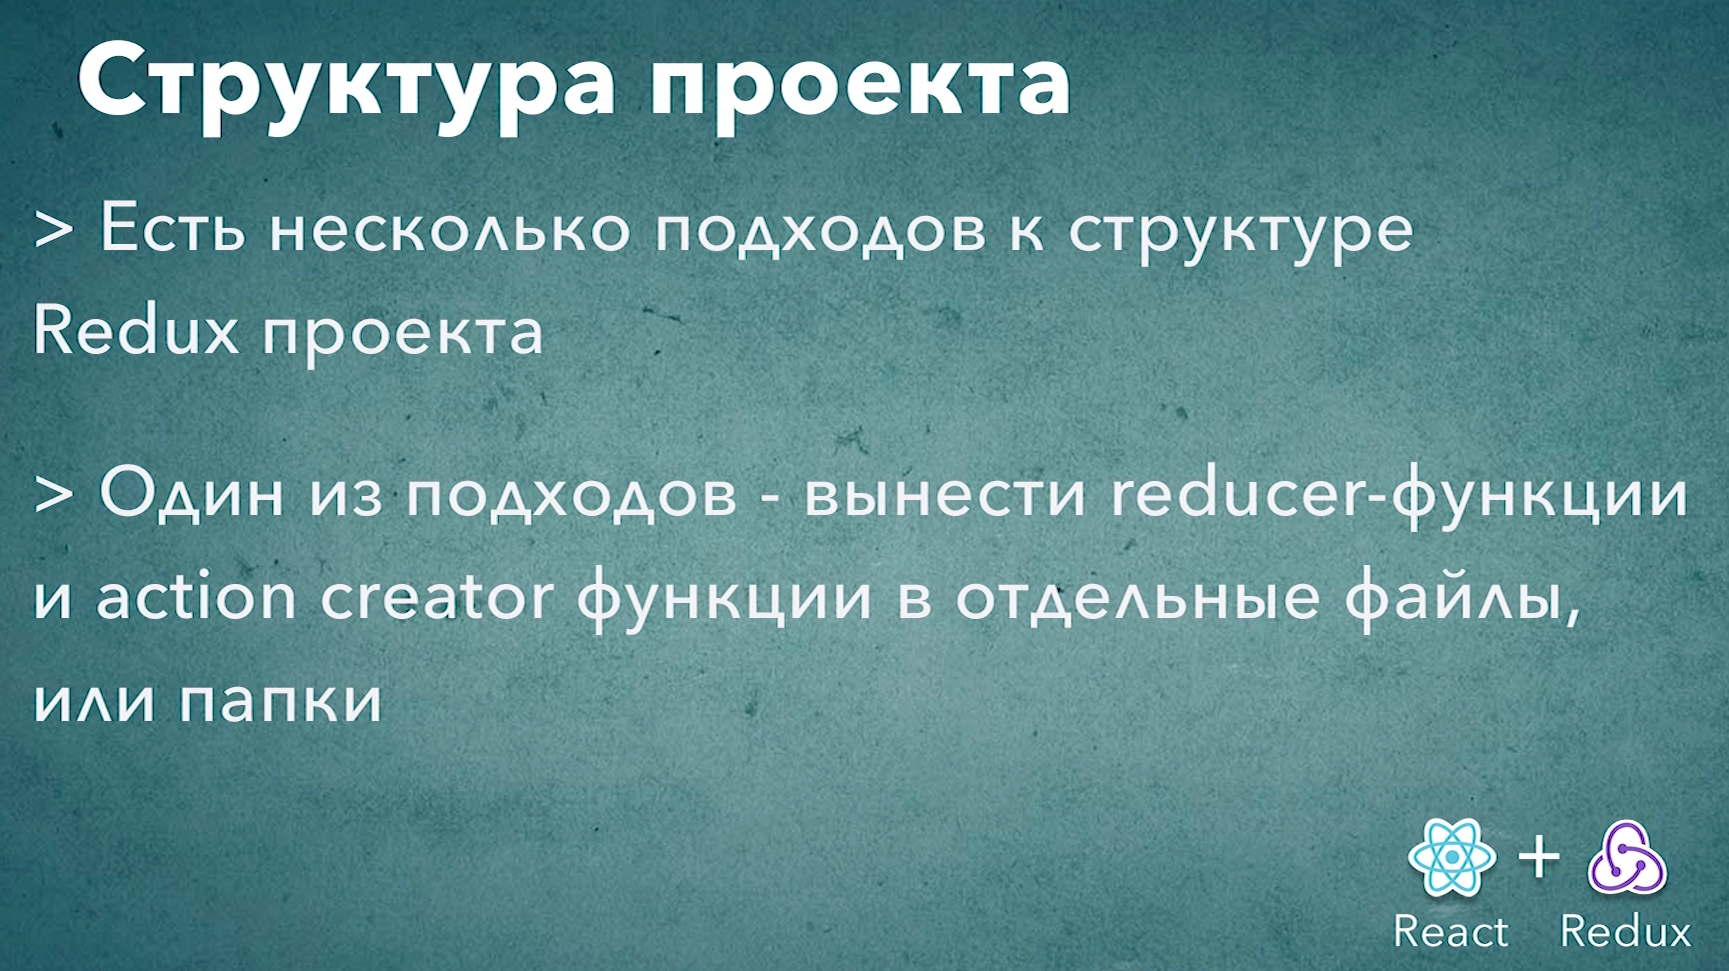 Структура проекта
> Есть несколько подходов к структуре
Redux проекта
> Один из подходов - вынести reducer-функции
и action creator функции в отдельные файлы,
или папки
+
React Redux